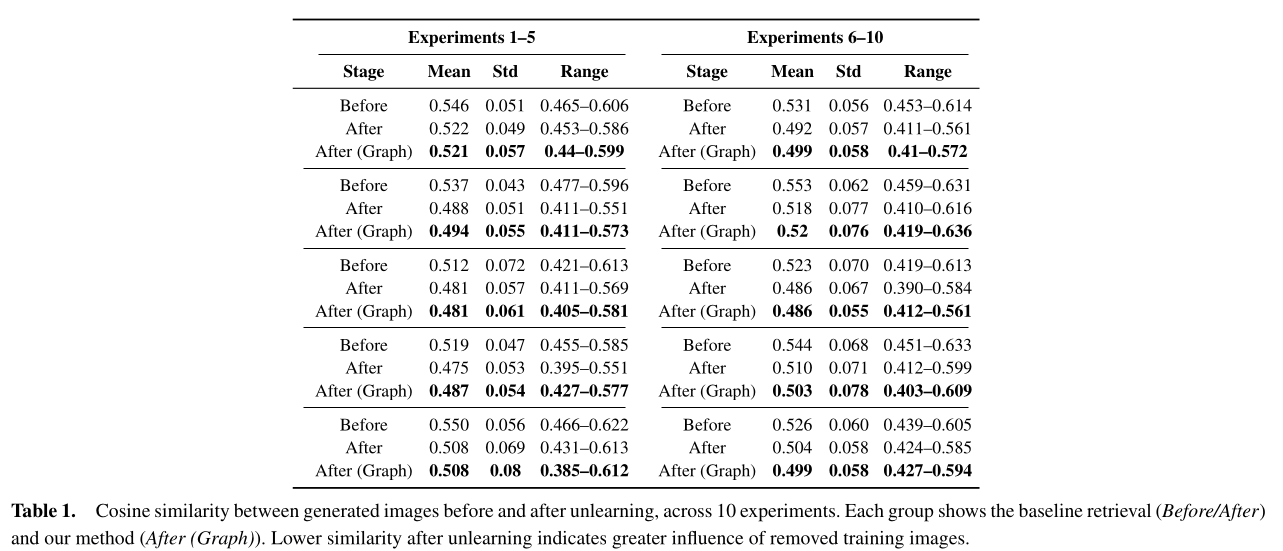 Experiments 1–5 Experiments 6–10
Stage Mean Std Range Stage Mean Std Range
Before 0.546 0.051 0.465–0.606 Before 0.531 0.056 0.453–0.614
After 0.522 0.049 0.453–0.586 After 0.492 0.057 0.411–0.561
After (Graph) 0.521 0.057 0.44–0.599 After (Graph) 0.499 0.058 0.41–0.572
Before 0.537 0.043 0.477–0.596 Before 0.553 0.062 0.459–0.631
After 0.488 0.051 0.411–0.551 After 0.518 0.077 0.410–0.616
After (Graph) 0.494 0.055 0.411–0.573 After (Graph) 0.52 0.076 0.419–0.636
Before 0.512 0.072 0.421–0.613 Before 0.523 0.070 0.419–0.613
After 0.481 0.057 0.411–0.569 After 0.486 0.067 0.390–0.584
After (Graph) 0.481 0.061 0.405–0.581 After (Graph) 0.486 0.055 0.412–0.561
Before 0.519 0.047 0.455–0.585 Before 0.544 0.068 0.451–0.633
After 0.475 0.053 0.395–0.551 After 0.510 0.071 0.412–0.599
After (Graph) 0.487 0.054 0.427–0.577 After (Graph) 0.503 0.078 0.403–0.609
Before 0.550 0.056 0.466–0.622 Before 0.526 0.060 0.439–0.605
After 0.508 0.069 0.431–0.613 After 0.504 0.058 0.424–0.585
After (Graph) 0.508 0.08 0.385–0.612 After (Graph) 0.499 0.058 0.427–0.594
Table 1. Cosine similarity between generated images before and after unlearning, across 10 experiments. Each group shows the baseline retrieval (Before/After)
and our method (After (Graph)). Lower similarity after unlearning indicates greater influence of removed training images.